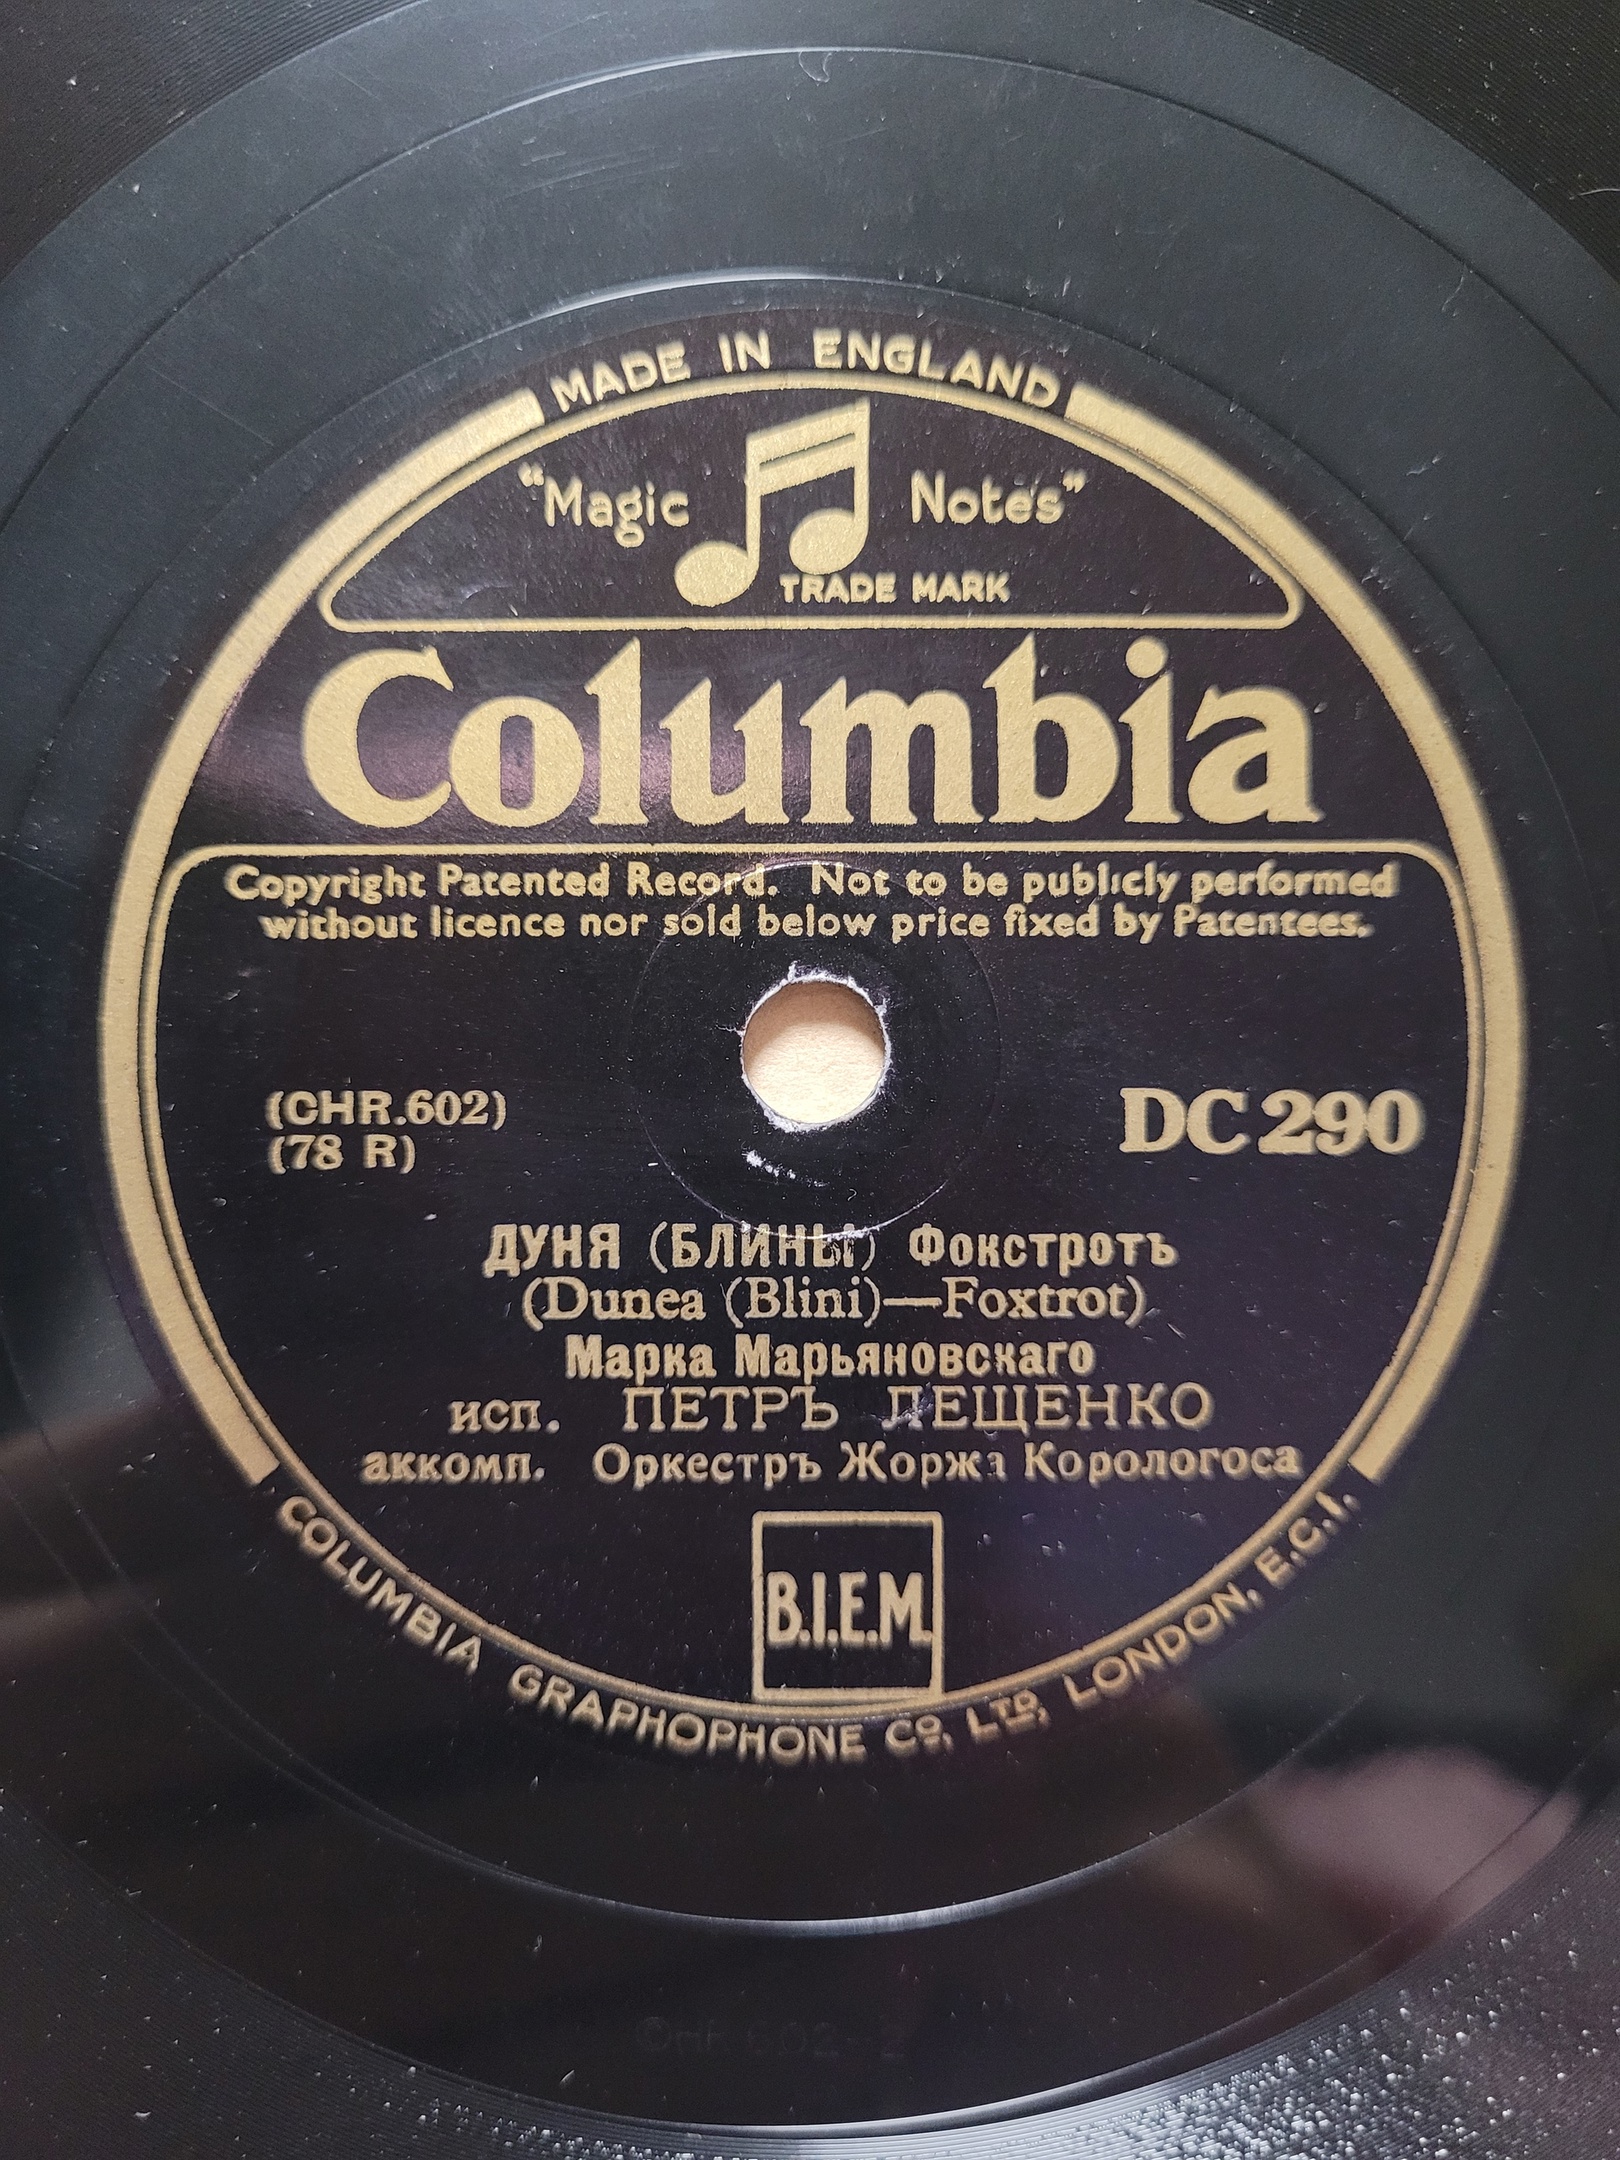 MADE IN ENGLAND
"Magic Notes"
TRADE MARK
Columbia
Copyright Patented Record. Not to be publicly performed
without licence nor sold below price fixed by Patentees.
(CHR.602)
(78 R)
DC 290
ДУНЯ (БЛИНЫ) Фокстротъ
(Dunea (Blini)—Foxtrot)
Марка Марьяновскаго
исп. ПЕТРЪ ЛЕЩЕНКО
аккомп. Оркестръ Жоржа Корологоса
B.I.E.M.
COLUMBIA GRAPHOPHONE CO. LTD. LONDON. E.C.1.